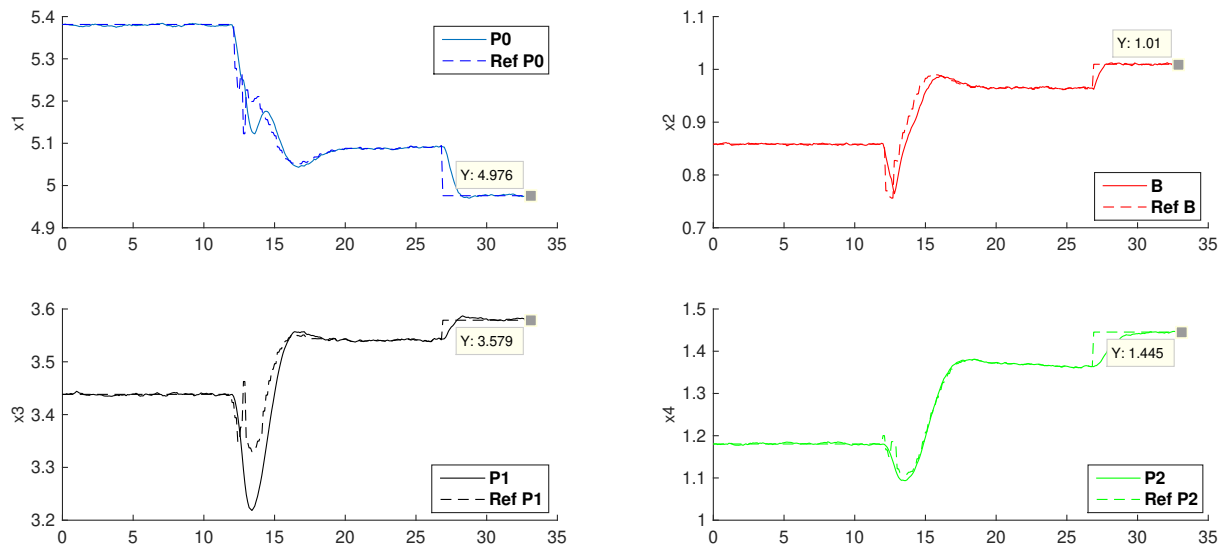 5.4
5.3
5.2
5.1
5
4.9
x1
0 5 10 15 20 25 30 35
P0
Ref P0
Y: 4.976
1.1
1
0.9
0.8
0.7
x2
0 5 10 15 20 25 30 35
Y: 1.01
B
Ref B
3.6
3.5
3.4
3.3
3.2
x3
0 5 10 15 20 25 30 35
Y: 3.579
P1
Ref P1
1.5
1.4
1.3
1.2
1.1
1
x4
0 5 10 15 20 25 30 35
Y: 1.445
P2
Ref P2